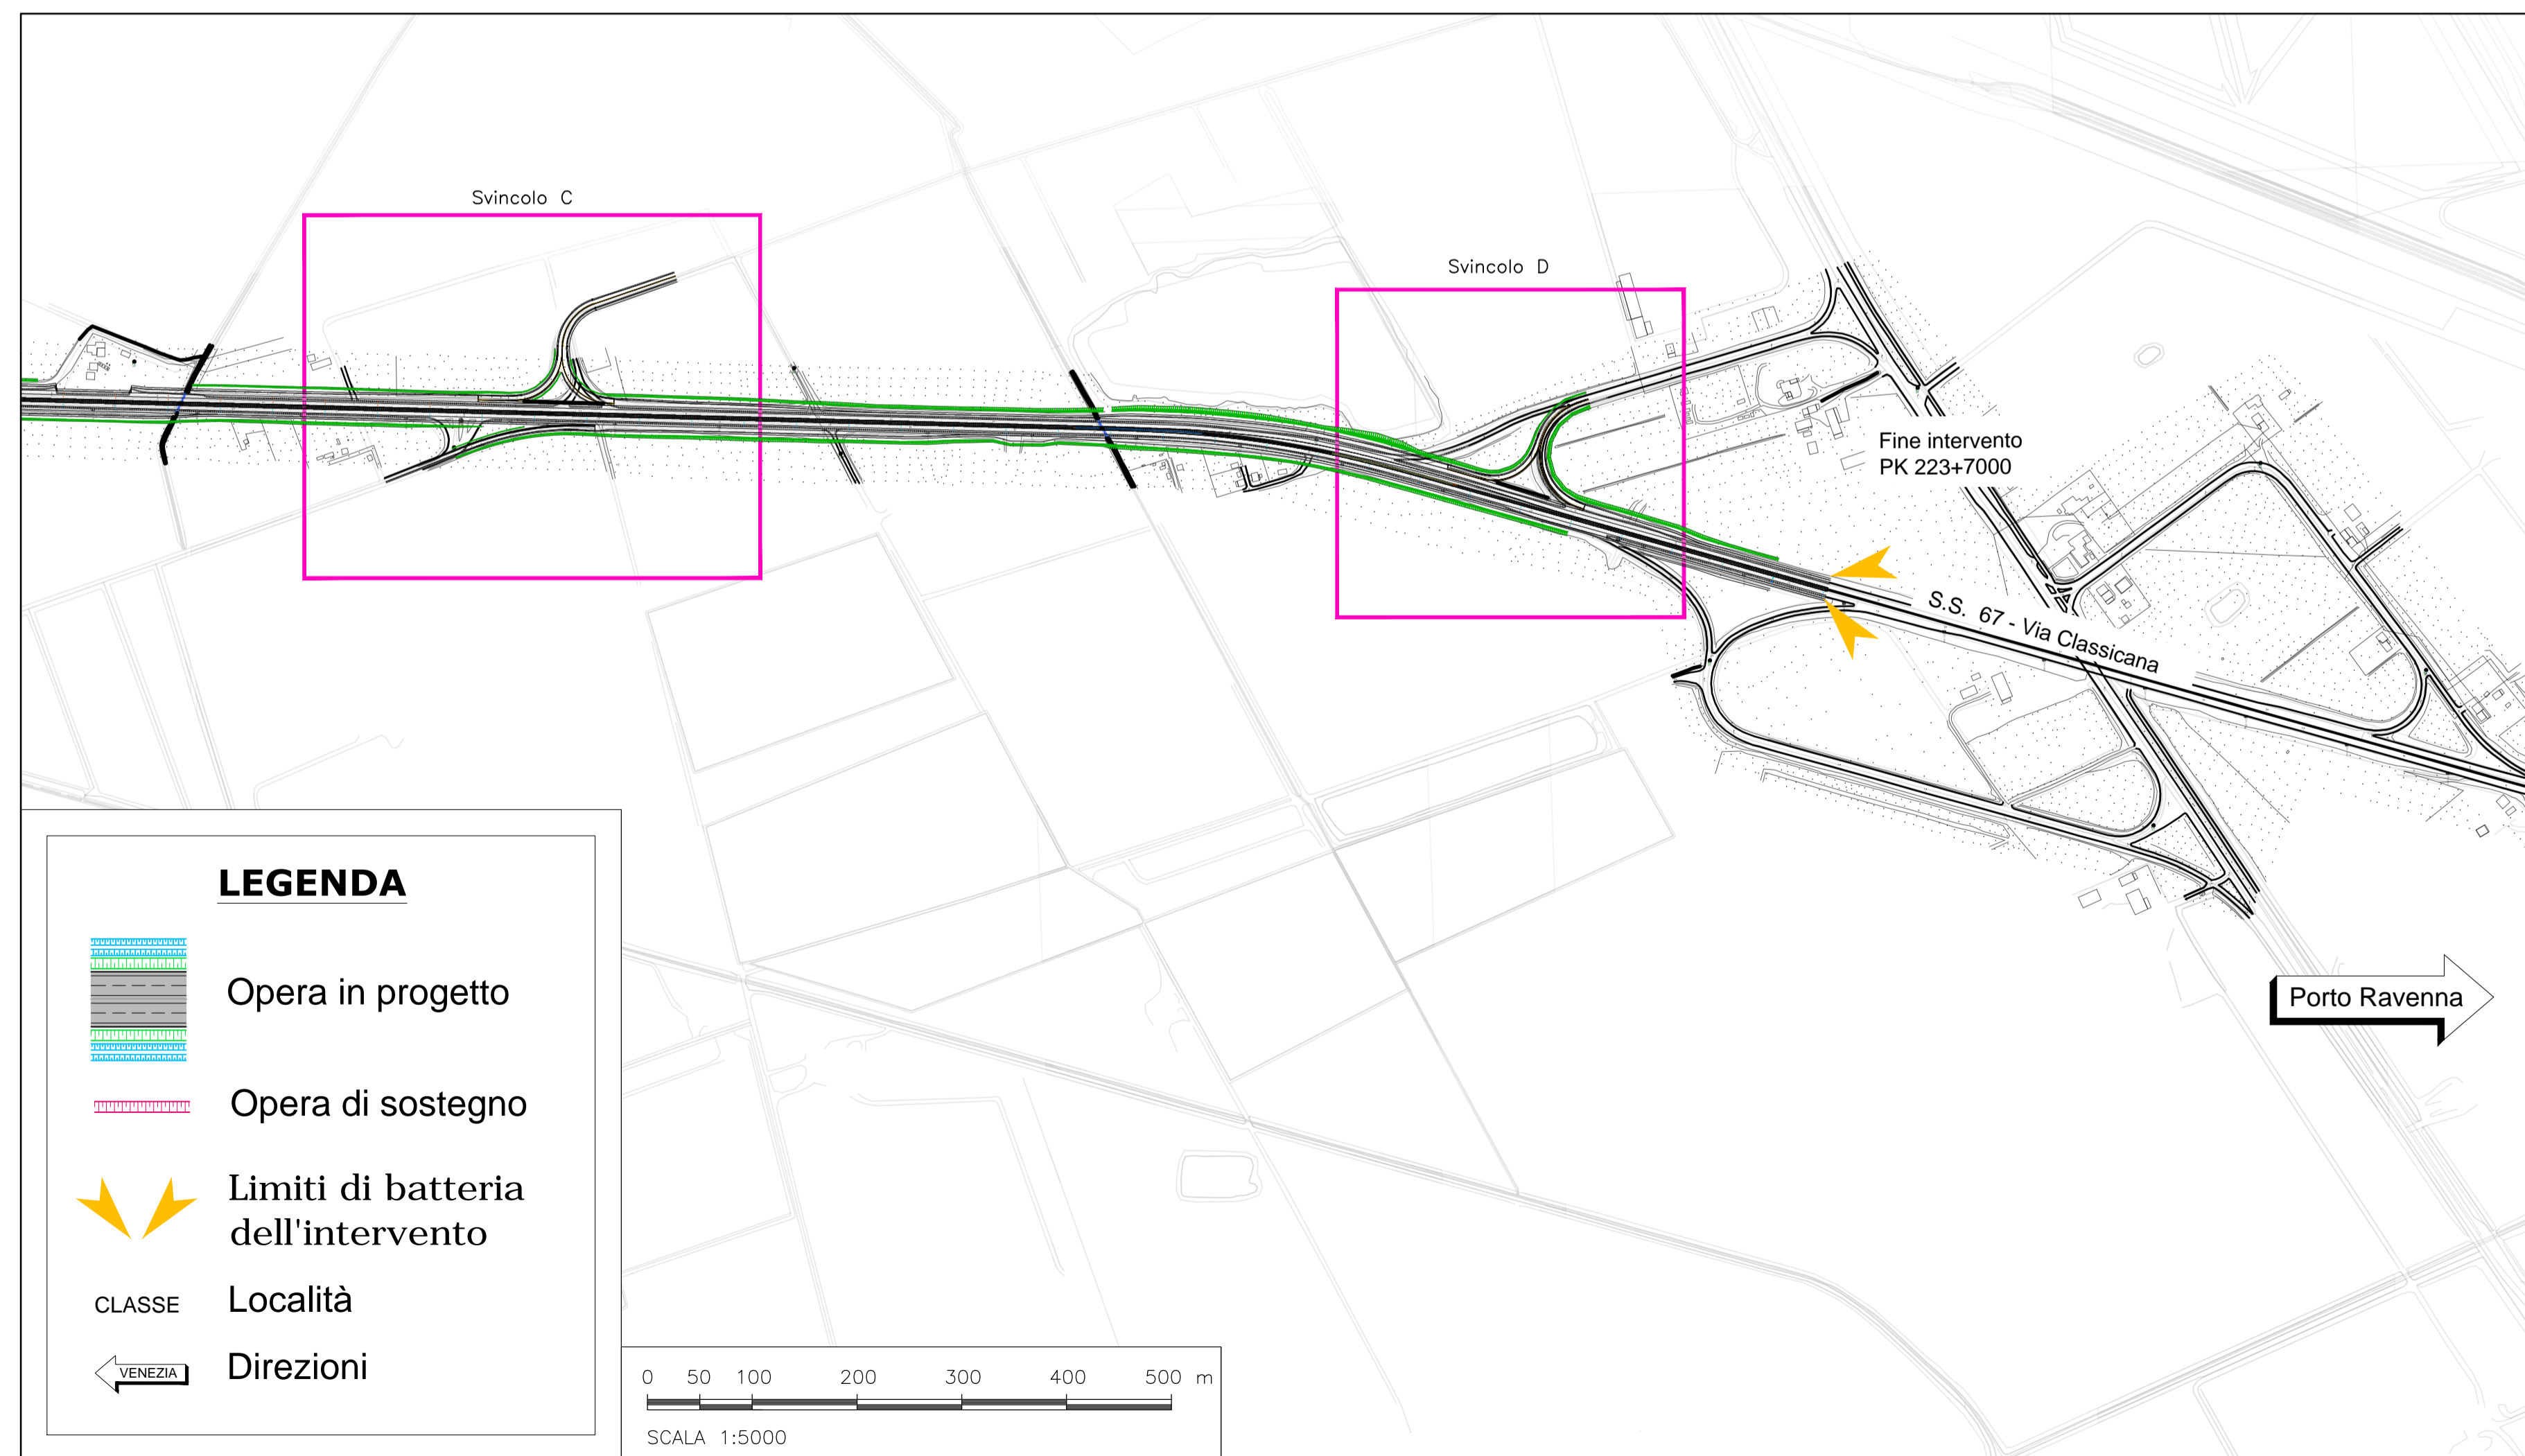 Svincolo C
Svincolo D
Fine intervento
PK 223+7000
S.S. 67 - Via Classicana
Porto Ravenna
LEGENDA
Opera in progetto
Opera di sostegno
Limiti di batteria
dell'intervento
CLASSE Località
VENEZIA Direzioni
0 50 100 200 300 400 500 m
SCALA 1:5000